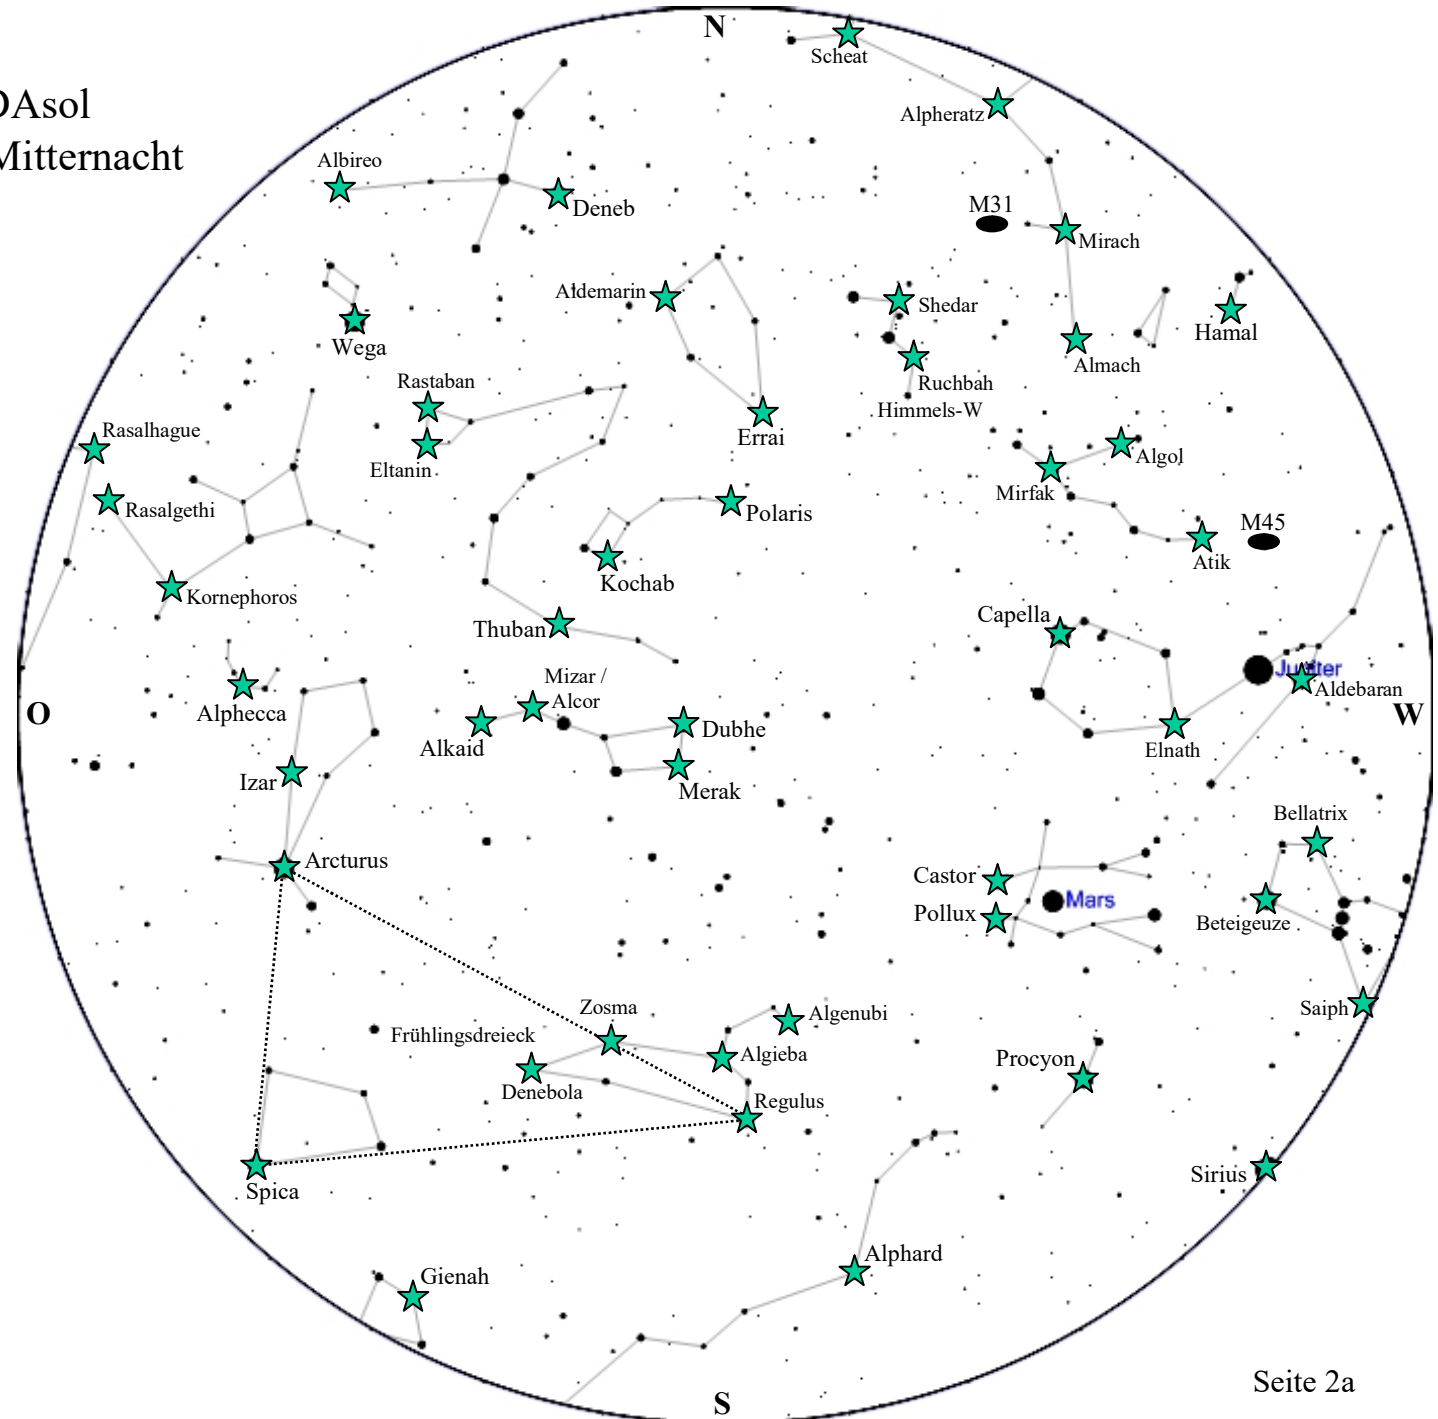 N
Scheat
DAsol
Alpheratz
Mitternacht
Albireo
Deneb
M31
Mirach
Aldemarin
Shedar
Hamal
Wega
Almach
Rastaban
Ruchbah
Himmels-W
Rasalhague
Errai
Eltanin
Algol
Mirfak
Rasalgethi
Polaris
M45
Atik
Kochab
Kornephoros
Capella
Thuban
Jupiter
Mizar /
Alcor
Aldebaran
Alphecca
O
W
Alkaid
Dubhe
Elnath
Izar
Merak
Bellatrix
Arcturus
Castor
Mars
Pollux
Beteigeuze
Zosma
Saiph
Algenubi
Frühlingsdreieck
Algieba
Procyon
Denebola
Regulus
Sirius
Spica
Alphard
Gienah
Seite 2a
S